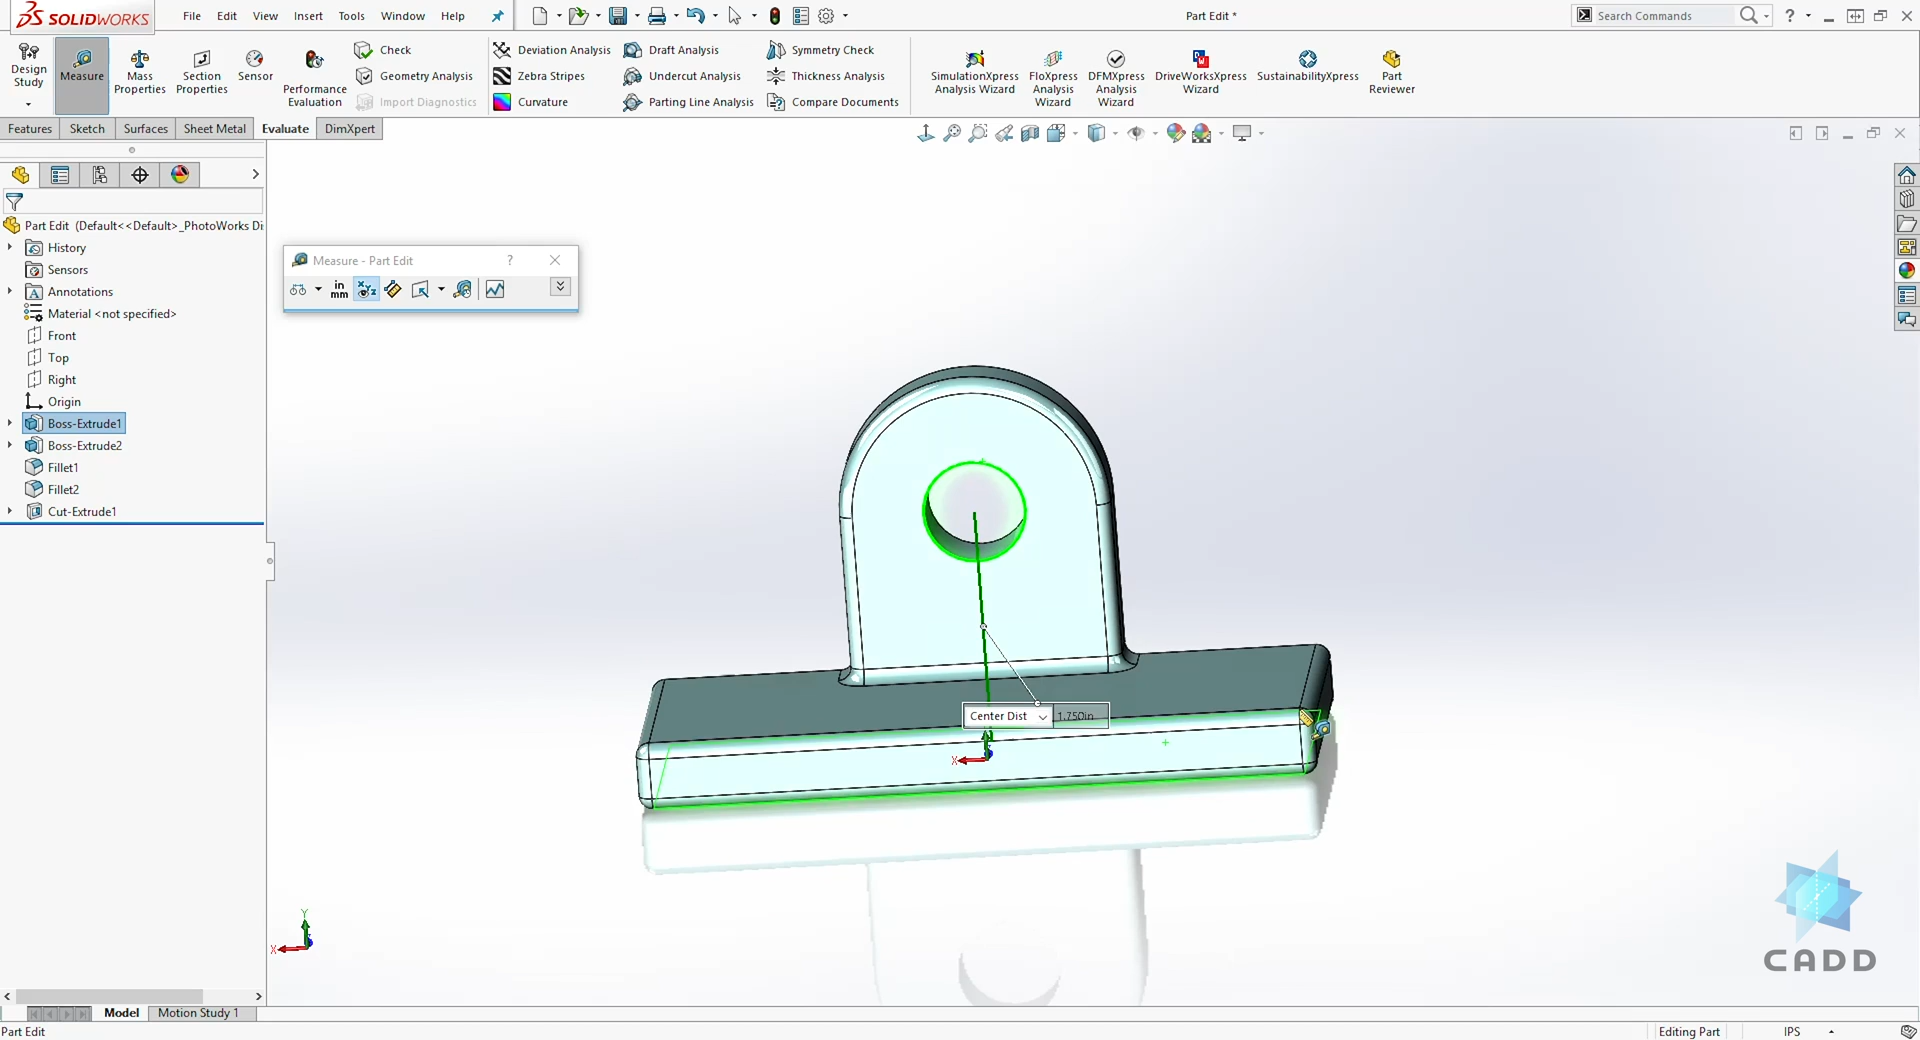 SOLIDWORKS File Edit View Insert Tools Window Help Part Edit * Search Commands ?
Design Study Measure Mass Properties Section Properties Sensor Performance Evaluation
Check
Geometry Analysis
Import Diagnostics
Deviation Analysis
Zebra Stripes
Curvature
Draft Analysis
Undercut Analysis
Parting Line Analysis
Symmetry Check
Thickness Analysis
Compare Documents
SimulationXpress Analysis Wizard
FloXpress Analysis Wizard
DFMXpress Analysis Wizard
DriveWorksXpress Wizard
SustainabilityXpress
Part Reviewer
Features Sketch Surfaces Sheet Metal Evaluate DimXpert
Part Edit (Default<<Default>_PhotoWorks Di
History
Sensors
Annotations
Material <not specified>
Front
Top
Right
Origin
Boss-Extrude1
Boss-Extrude2
Fillet1
Fillet2
Cut-Extrude1
Measure - Part Edit ?
in
mm
Center Dist 1.750in
X
Y
X
CADD
Model Motion Study 1
Part Edit Editing Part IPS